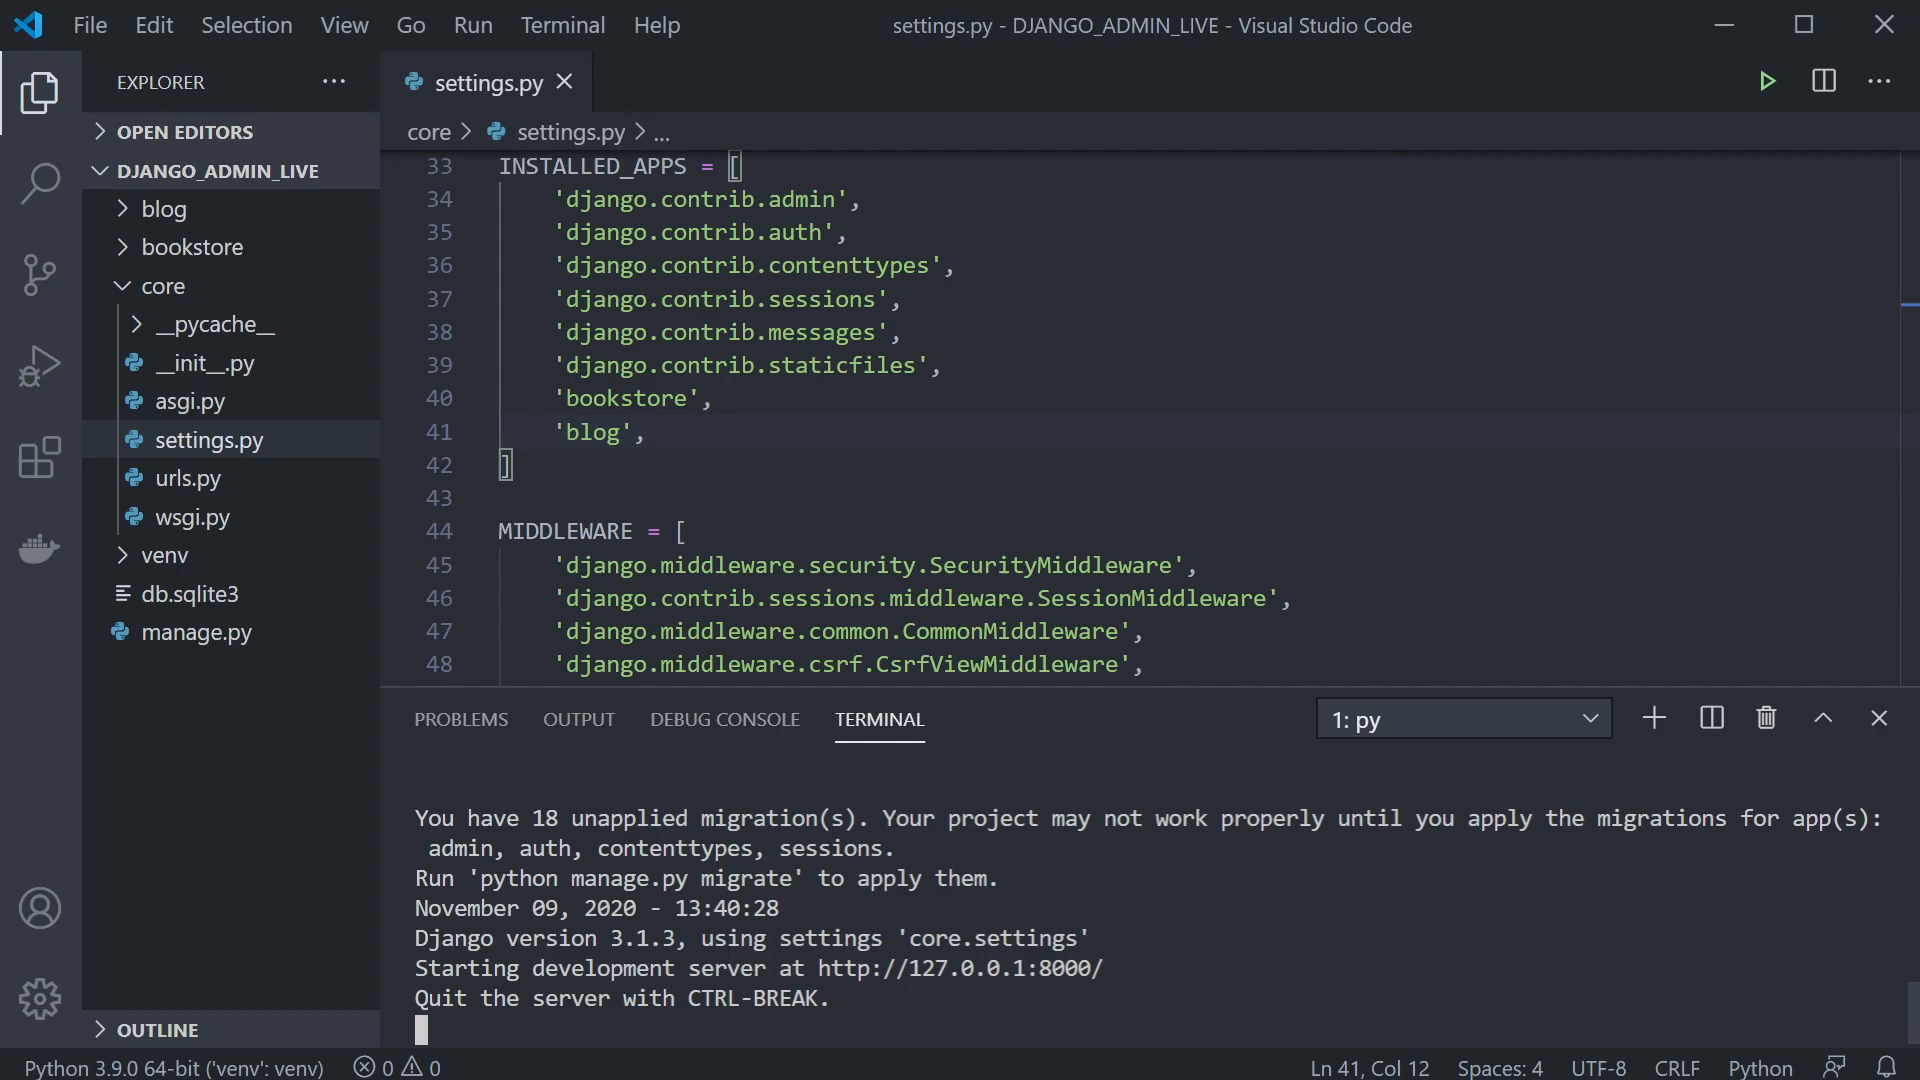 File Edit Selection View Go Run Terminal Help
settings.py - DJANGO_ADMIN_LIVE - Visual Studio Code
EXPLORER
OPEN EDITORS
DJANGO_ADMIN_LIVE
blog
bookstore
core
__pycache__
__init__.py
asgi.py
settings.py
urls.py
wsgi.py
venv
db.sqlite3
manage.py
OUTLINE
settings.py
core > settings.py > ...
33 INSTALLED_APPS = [
34 'django.contrib.admin',
35 'django.contrib.auth',
36 'django.contrib.contenttypes',
37 'django.contrib.sessions',
38 'django.contrib.messages',
39 'django.contrib.staticfiles',
40 'bookstore',
41 'blog',
42 ]
43
44 MIDDLEWARE = [
45 'django.middleware.security.SecurityMiddleware',
46 'django.contrib.sessions.middleware.SessionMiddleware',
47 'django.middleware.common.CommonMiddleware',
48 'django.middleware.csrf.CsrfViewMiddleware',
PROBLEMS OUTPUT DEBUG CONSOLE TERMINAL
1: py
You have 18 unapplied migration(s). Your project may not work properly until you apply the migrations for app(s):
admin, auth, contenttypes, sessions.
Run 'python manage.py migrate' to apply them.
November 09, 2020 - 13:40:28
Django version 3.1.3, using settings 'core.settings'
Starting development server at http://127.0.0.1:8000/
Quit the server with CTRL-BREAK.
Python 3.9.0 64-bit ('venv': venv) 0 0
Ln 41, Col 12 Spaces: 4 UTF-8 CRLF Python